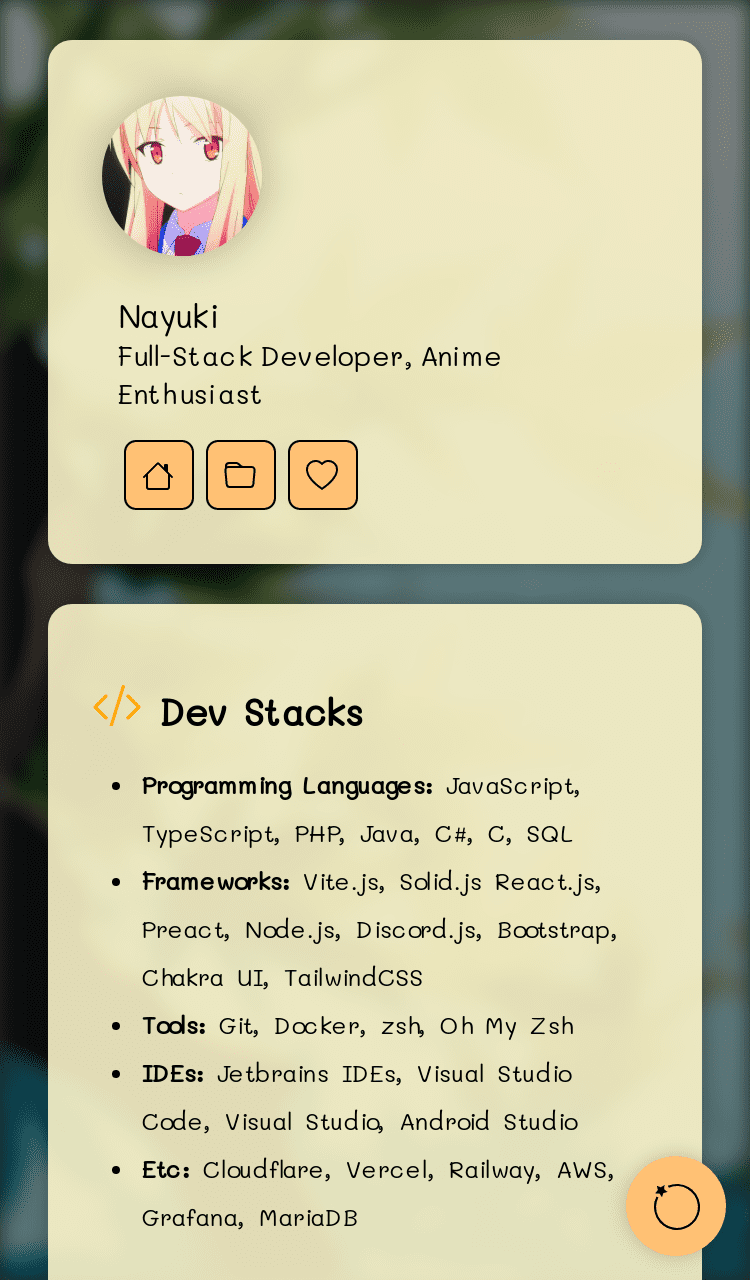 Nayuki
Full-Stack Developer, Anime
Enthusiast
Dev Stacks
Programming Languages: JavaScript,
TypeScript, PHP, Java, C#, C, SQL
Frameworks: Vite.js, Solid.js React.js,
Preact, Node.js, Discord.js, Bootstrap,
Chakra UI, TailwindCSS
Tools: Git, Docker, zsh, Oh My Zsh
IDEs: Jetbrains IDEs, Visual Studio
Code, Visual Studio, Android Studio
Etc: Cloudflare, Vercel, Railway, AWS,
Grafana, MariaDB